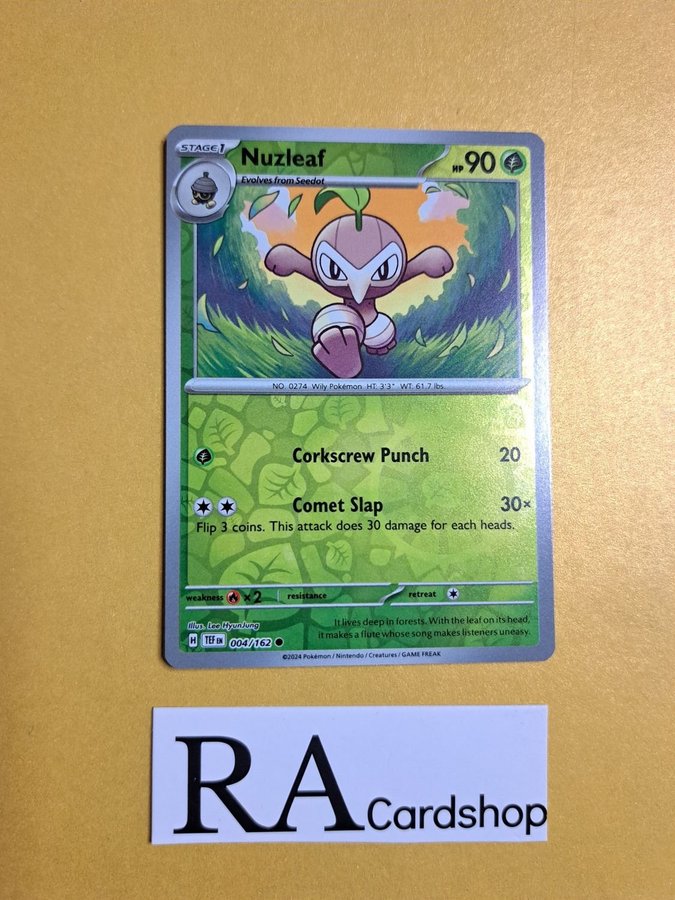 STAGE1 Nuzleaf HP 90
Evolves from Seedot
NO. 0274 Wily Pokémon HT: 3'3" WT: 61.7 lbs.
Corkscrew Punch 20
Comet Slap 30×
Flip 3 coins. This attack does 30 damage for each heads.
weakness ×2 resistance retreat
Illus. Lee HyunJung
It lives deep in forests. With the leaf on its head,
it makes a flute whose song makes listeners uneasy.
H TEF EN 004/162
©2024 Pokémon / Nintendo / Creatures / GAME FREAK
RA Cardshop